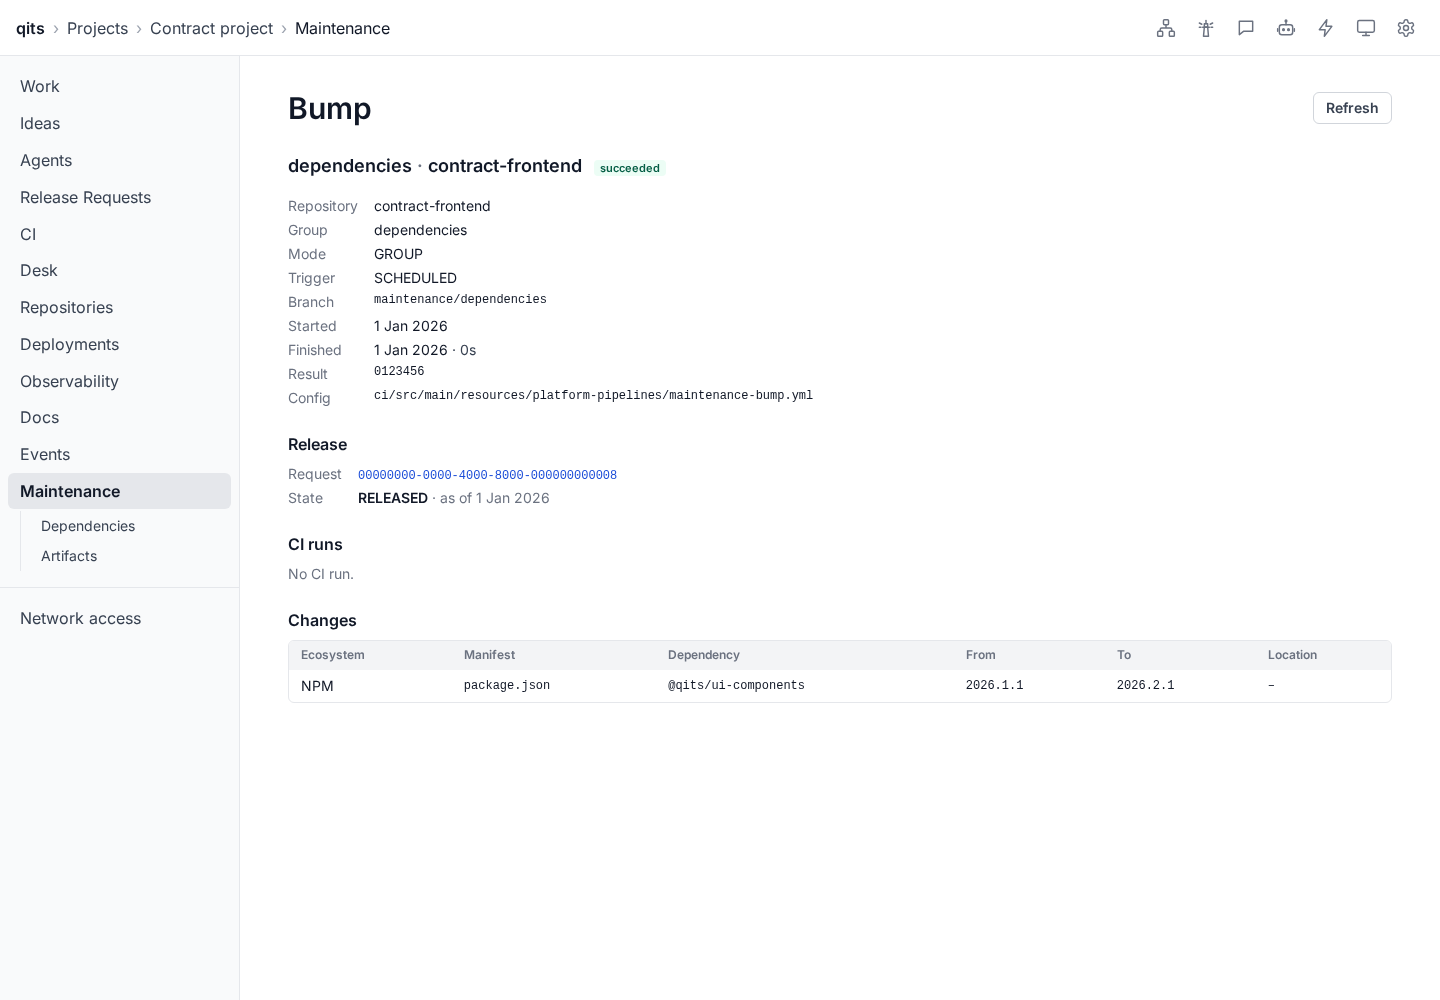 qits › Projects › Contract project › Maintenance
Work
Ideas
Agents
Release Requests
CI
Desk
Repositories
Deployments
Observability
Docs
Events
Maintenance
Dependencies
Artifacts
Network access
Bump
Refresh
dependencies · contract-frontend succeeded
Repository contract-frontend
Group dependencies
Mode GROUP
Trigger SCHEDULED
Branch maintenance/dependencies
Started 1 Jan 2026
Finished 1 Jan 2026 · 0s
Result 0123456
Config ci/src/main/resources/platform-pipelines/maintenance-bump.yml
Release
Request 00000000-0000-4000-8000-000000000008
State RELEASED · as of 1 Jan 2026
CI runs
No CI run.
Changes
Ecosystem Manifest Dependency From To Location
NPM package.json @qits/ui-components 2026.1.1 2026.2.1 –